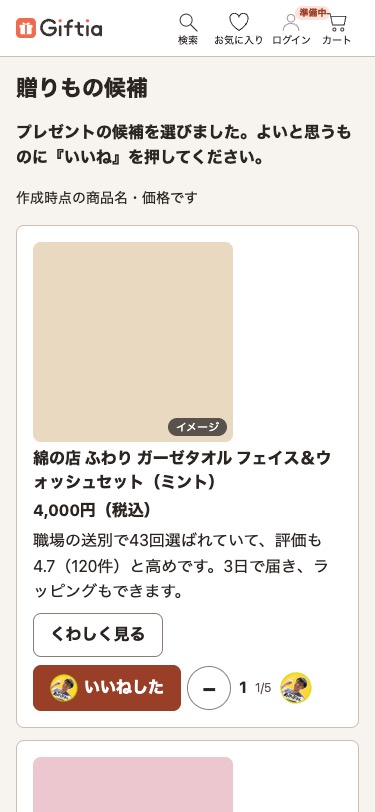 Giftia
検索
お気に入り
準備中
ログイン
カート
贈りもの候補
プレゼントの候補を選びました。よいと思うも
のに『いいね』を押してください。
作成時点の商品名・価格です
イメージ
綿の店 ふわり ガーゼタオル フェイス＆ウ
ォッシュセット（ミント）
4,000円（税込）
職場の送別で43回選ばれていて、評価も
4.7（120件）と高めです。3日で届き、ラ
ッピングもできます。
くわしく見る
いいねした
− 1 1/5